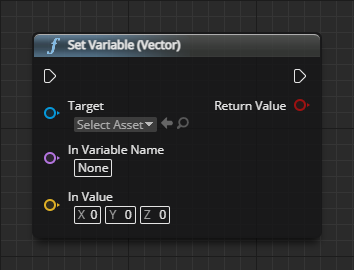 f Set Variable (Vector)
Target Return Value
Select Asset
In Variable Name
None
In Value
X 0 Y 0 Z 0